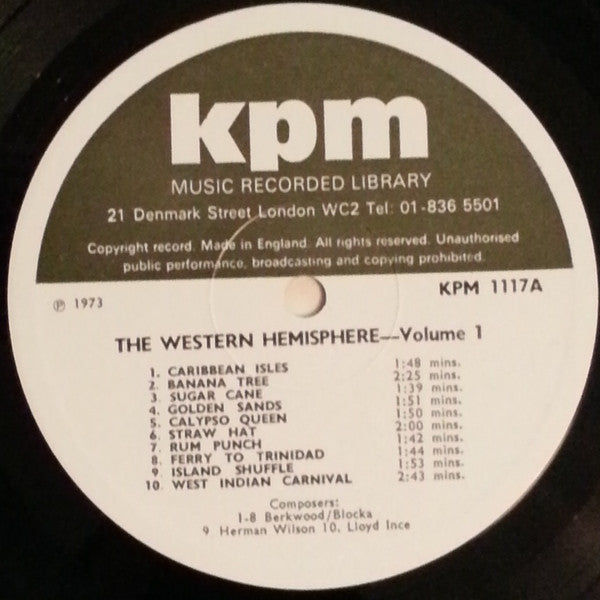 kpm
MUSIC RECORDED LIBRARY
21 Denmark Street London WC2 Tel: 01-836 5501
Copyright record. Made in England. All rights reserved. Unauthorised
public performance, broadcasting and copying prohibited.
℗ 1973
KPM 1117A
THE WESTERN HEMISPHERE—Volume 1
1. CARIBBEAN ISLES 1:48 mins.
2. BANANA TREE 2:25 mins.
3. SUGAR CANE 1:39 mins.
4. GOLDEN SANDS 1:51 mins.
5. CALYPSO QUEEN 1:50 mins.
6. STRAW HAT 2:00 mins.
7. RUM PUNCH 1:42 mins.
8. FERRY TO TRINIDAD 1:44 mins.
9. ISLAND SHUFFLE 1:53 mins.
10. WEST INDIAN CARNIVAL 2:43 mins.
Composers:
1-8 Berkwood/Blocka
9 Herman Wilson 10. Lloyd Ince